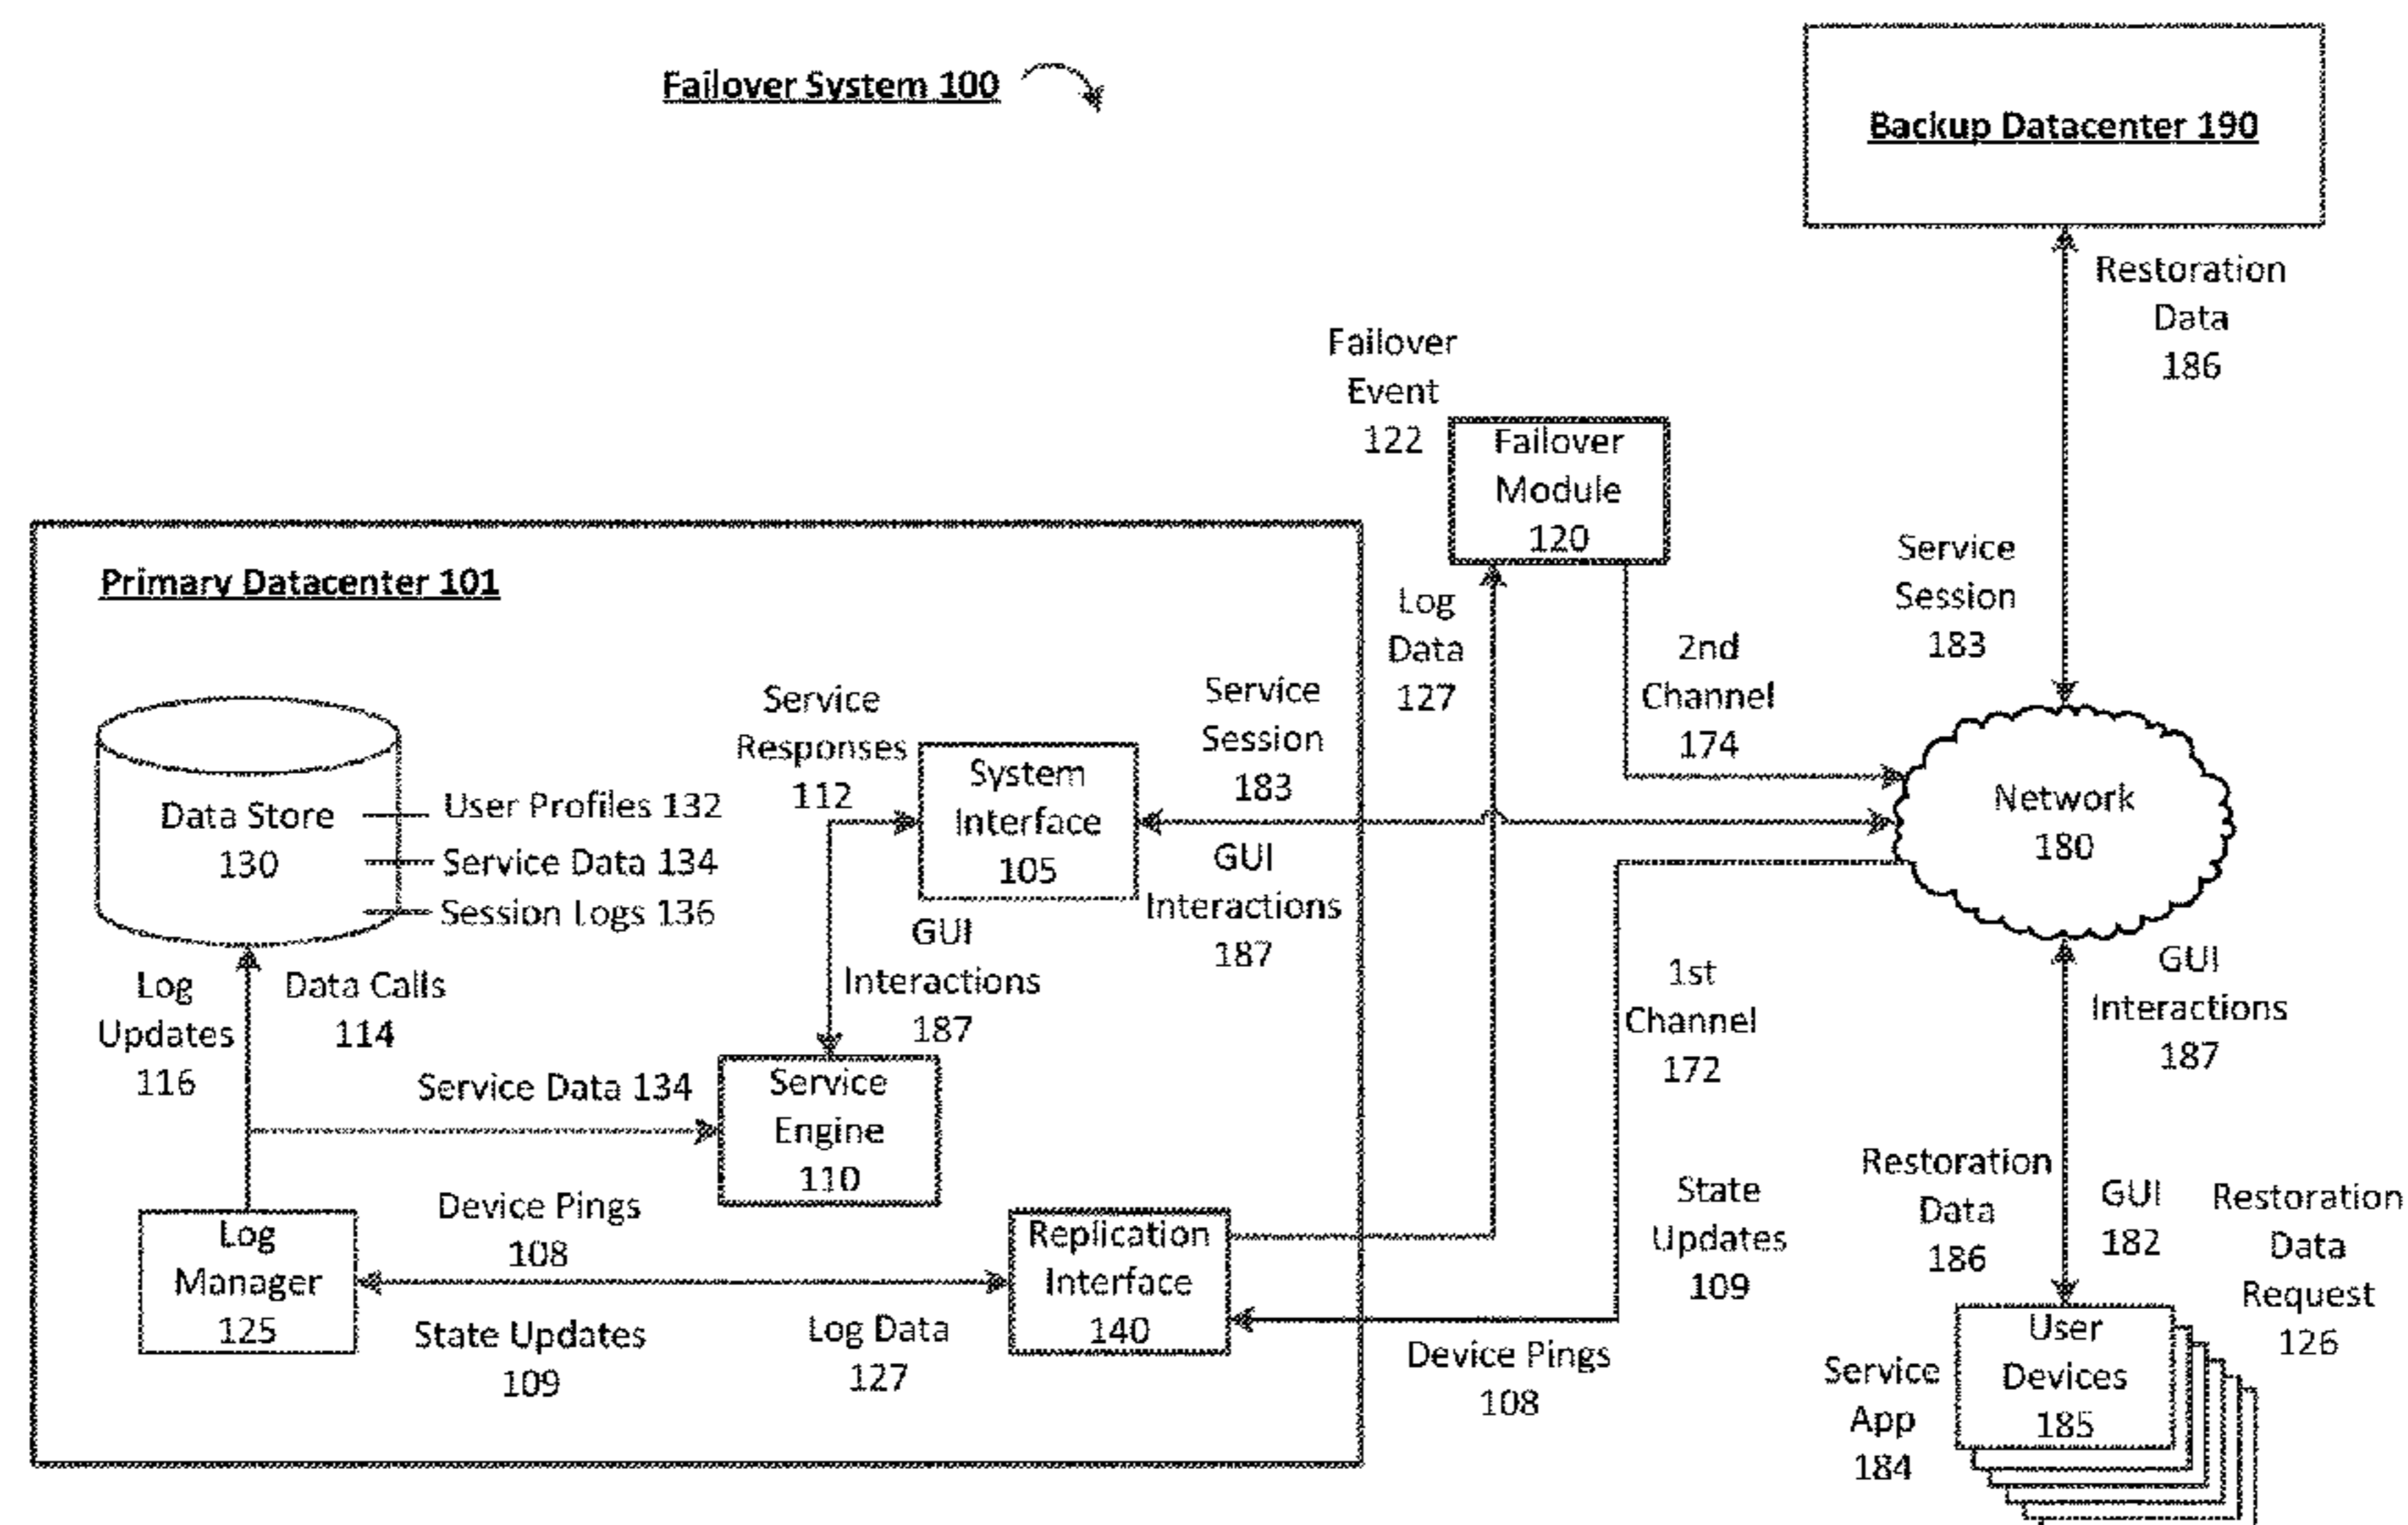 Failover System 100
Backup Datacenter 190
Restoration
Data
186
Failover
Event
122
Failover
Module
120
Service
Session
183
Primary Datacenter 101
Log
Data
127
2nd
Channel
174
Service
Responses
112
Service
Session
183
System
Interface
105
Network
180
Data Store
130
User Profiles 132
Service Data 134
Session Logs 136
GUI
Interactions
187
GUI
Interactions
187
Log
Updates
116
Data Calls
114
1st
Channel
172
GUI
Interactions
187
Service Data 134
Service
Engine
110
State
Updates
109
Restoration
Data
186
GUI
182
Restoration
Data
Request
126
Log
Manager
125
Device Pings
108
State Updates
109
Log Data
127
Replication
Interface
140
Device Pings
108
Service
App
184
User
Devices
185